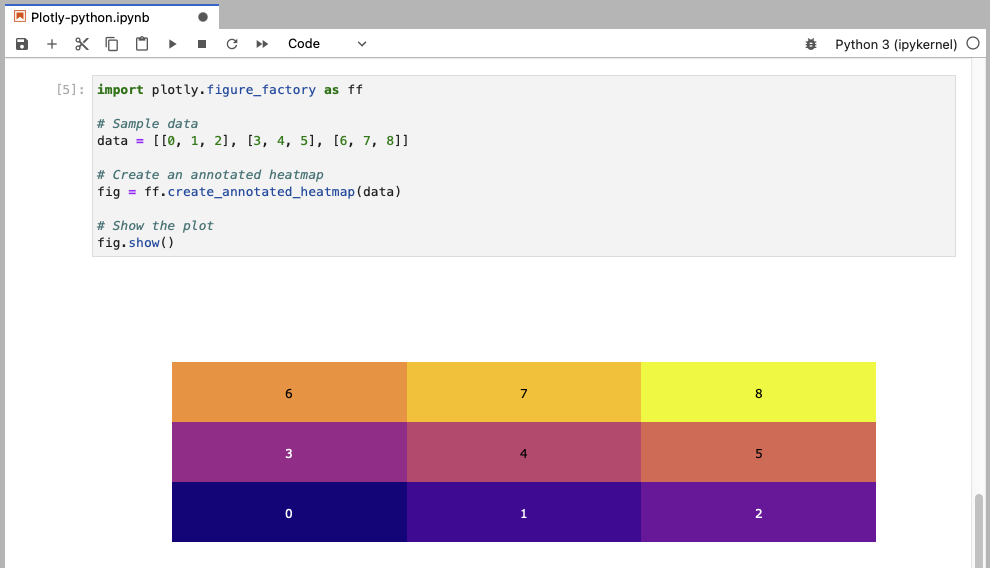 Plotly-python.ipynb
Code
Python 3 (ipykernel)
[5]:
import plotly.figure_factory as ff
# Sample data
data = [[0, 1, 2], [3, 4, 5], [6, 7, 8]]
# Create an annotated heatmap
fig = ff.create_annotated_heatmap(data)
# Show the plot
fig.show()
6 7 8
3 4 5
0 1 2